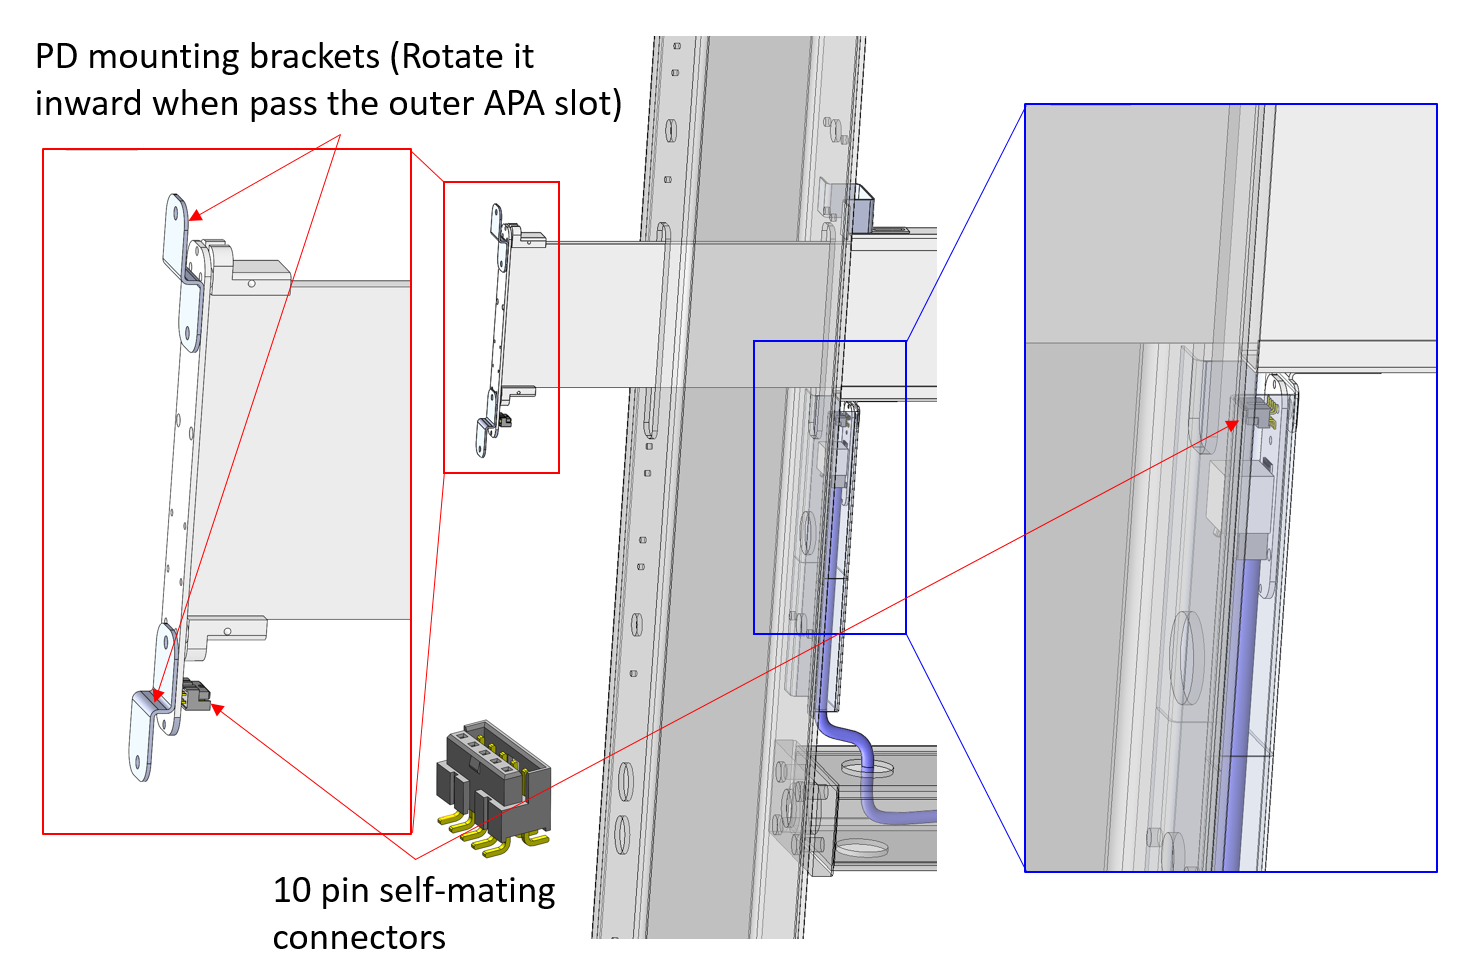 PD mounting brackets (Rotate it
inward when pass the outer APA slot)
10 pin self-mating
connectors